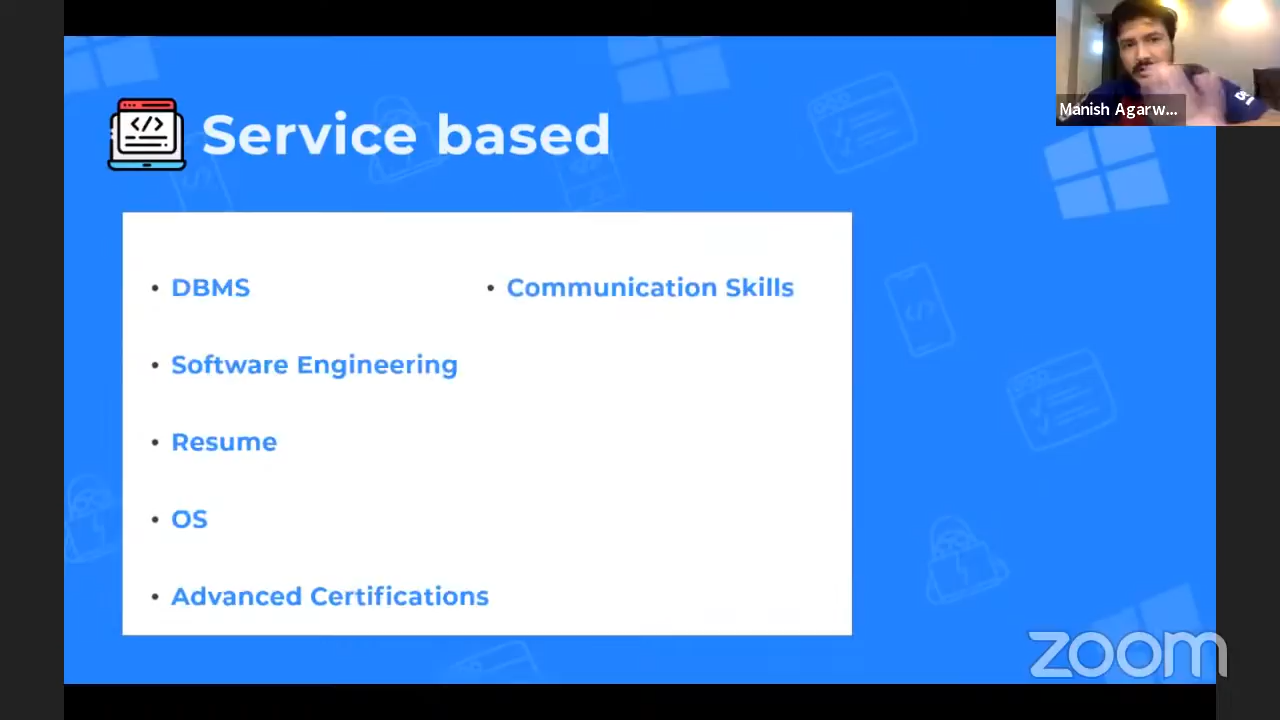 Service based
DBMS
Software Engineering
Resume
OS
Advanced Certifications
Communication Skills
Manish Agarw...
zoom